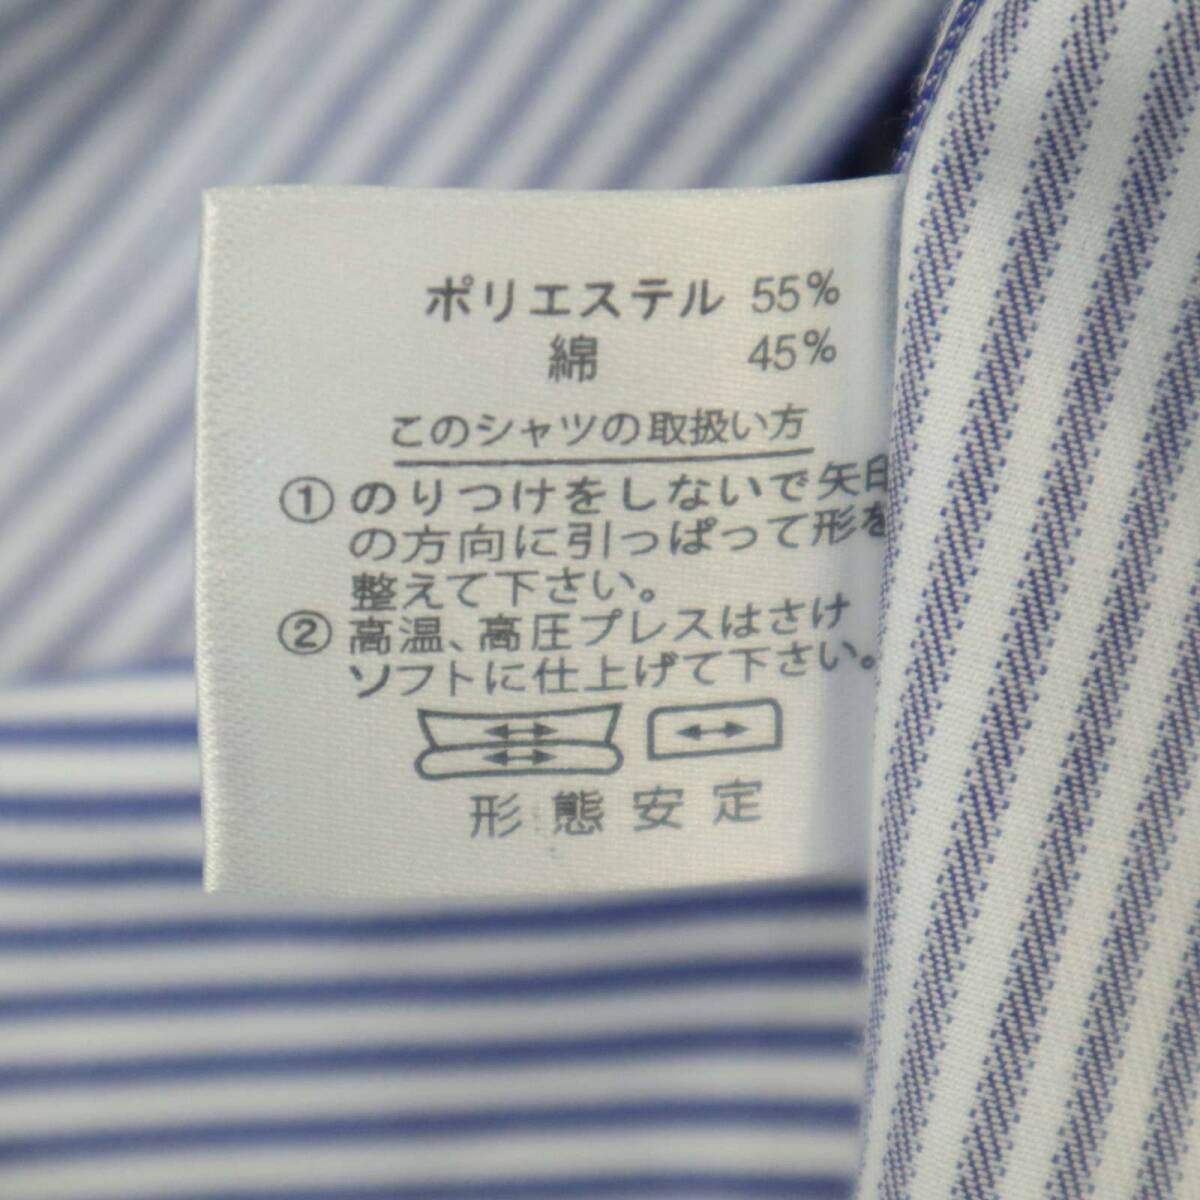 ポリエステル 55%
綿 45%
このシャツの取扱い方
① のりつけをしないで矢印
の方向に引っぱって形を
整えて下さい。
② 高温、高圧プレスはさけ
ソフトに仕上げて下さい。
形態安定